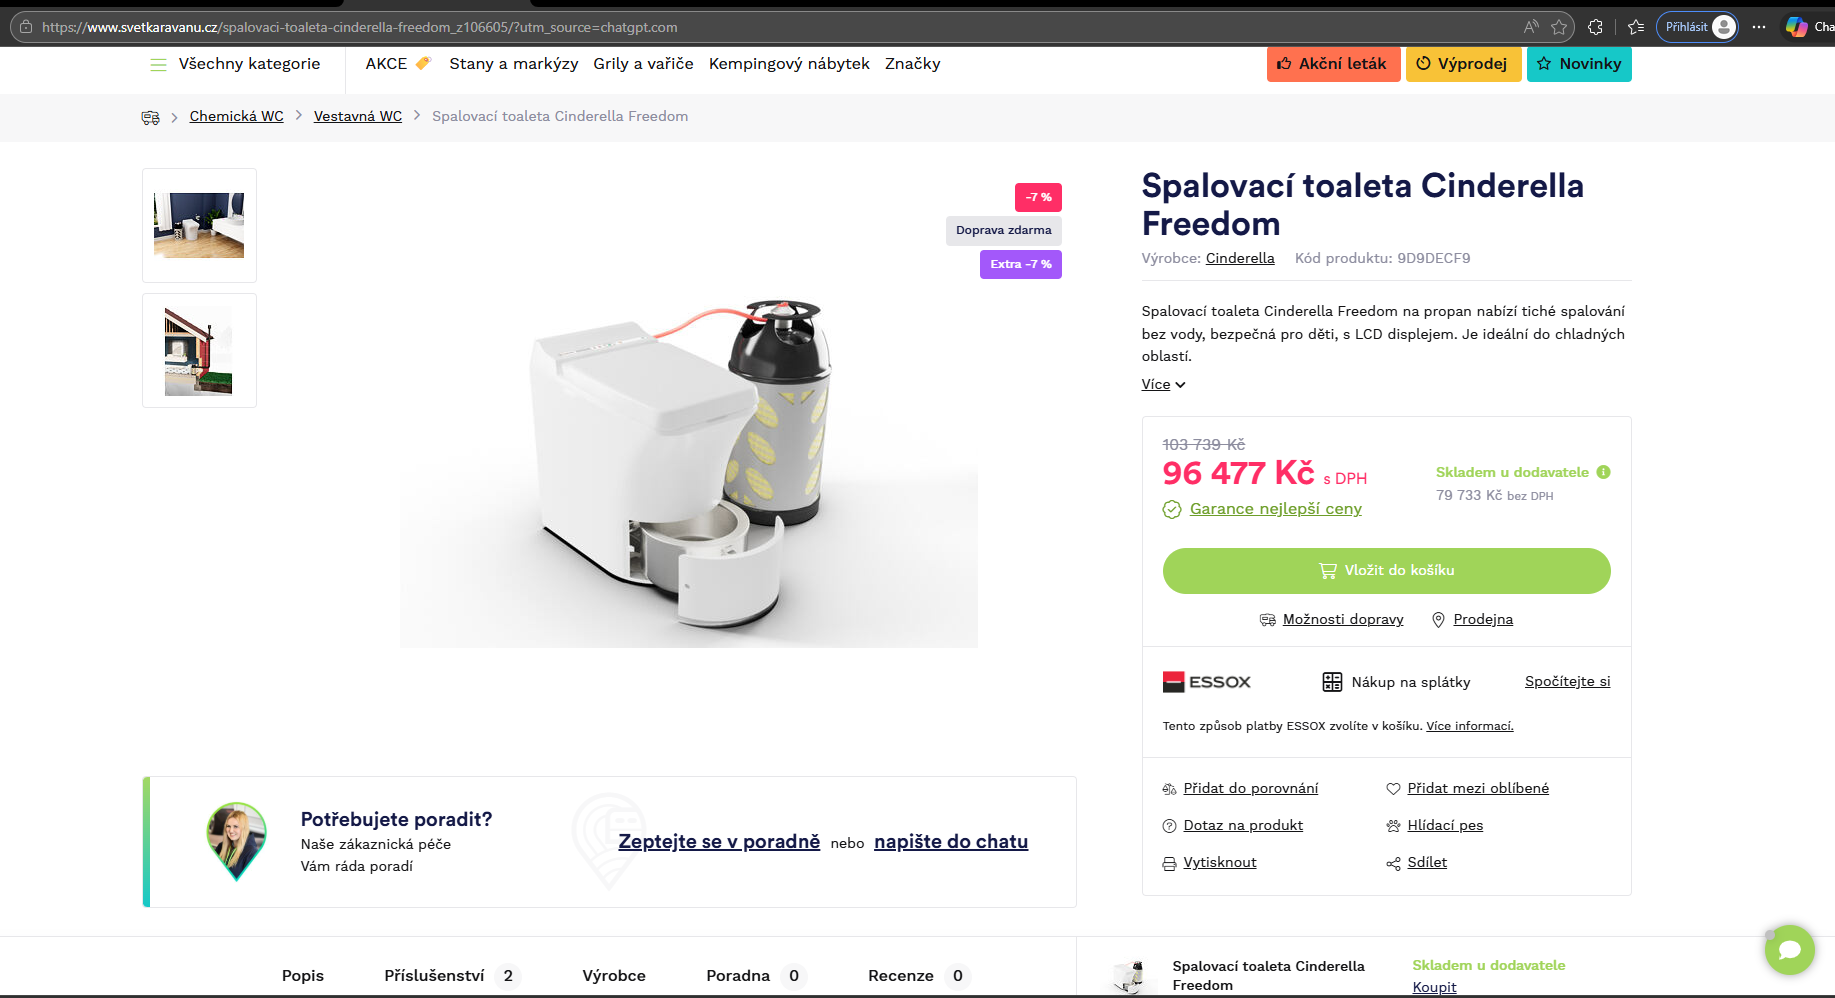 https://www.svetkaravanu.cz/spalovaci-toaleta-cinderella-freedom_z106605/?utm_source=chatgpt.com
Přihlásit
Cha
Všechny kategorie
AKCE
Stany a markýzy
Grily a vařiče
Kempingový nábytek
Značky
Akční leták
Výprodej
Novinky
Chemická WC
Vestavná WC
Spalovací toaleta Cinderella Freedom
-7 %
Doprava zdarma
Extra -7 %
Spalovací toaleta Cinderella
Freedom
Výrobce: Cinderella
Kód produktu: 9D9DECF9
Spalovací toaleta Cinderella Freedom na propan nabízí tiché spalování
bez vody, bezpečná pro děti, s LCD displejem. Je ideální do chladných
oblastí.
Více
103 739 Kč
96 477 Kč s DPH
Skladem u dodavatele
79 733 Kč bez DPH
Garance nejlepší ceny
Vložit do košíku
Možnosti dopravy
Prodejna
ESSOX
Nákup na splátky
Spočítejte si
Tento způsob platby ESSOX zvolíte v košíku. Více informací.
Přidat do porovnání
Přidat mezi oblíbené
Dotaz na produkt
Hlídací pes
Vytisknout
Sdílet
Potřebujete poradit?
Naše zákaznická péče
Vám ráda poradí
Zeptejte se v poradně nebo napište do chatu
Popis
Příslušenství 2
Výrobce
Poradna 0
Recenze 0
Spalovací toaleta Cinderella
Freedom
Skladem u dodavatele
Koupit